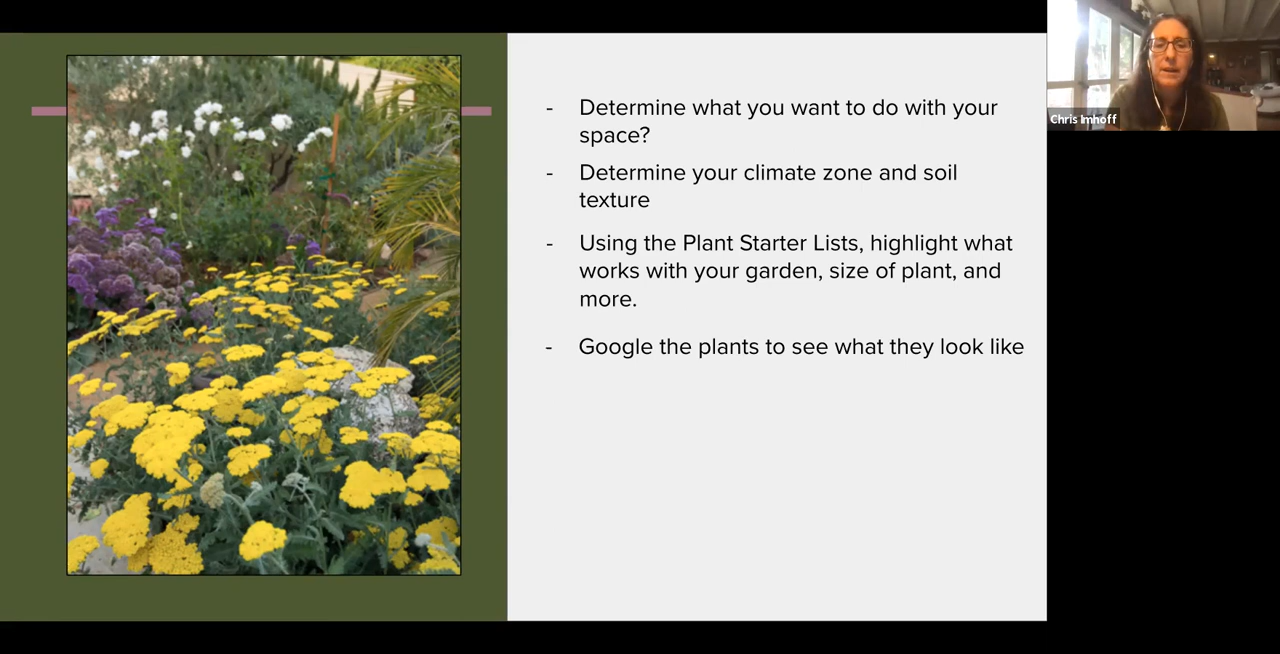 - Determine what you want to do with your
space?
- Determine your climate zone and soil
texture
- Using the Plant Starter Lists, highlight what
works with your garden, size of plant, and
more.
- Google the plants to see what they look like
Chris Imhoff